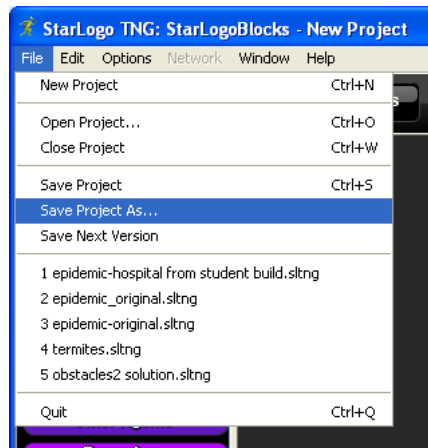 StarLogo TNG: StarLogoBlocks - New Project
File Edit Options Network Window Help
New Project Ctrl+N
Open Project... Ctrl+O
Close Project Ctrl+W
Save Project Ctrl+S
Save Project As...
Save Next Version
1 epidemic-hospital from student build.sltng
2 epidemic_original.sltng
3 epidemic-original.sltng
4 termites.sltng
5 obstacles2 solution.sltng
Quit Ctrl+Q